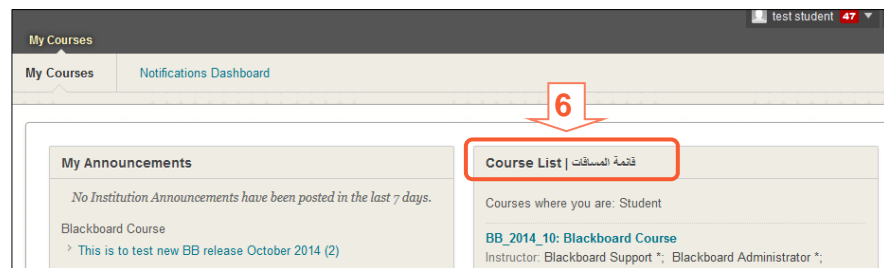 test student 47
My Courses
My Courses
Notifications Dashboard
6
My Announcements
No Institution Announcements have been posted in the last 7 days.
Blackboard Course
This is to test new BB release October 2014 (2)
Course List | قائمة المساقات
Courses where you are: Student
BB_2014_10: Blackboard Course
Instructor: Blackboard Support *; Blackboard Administrator *;